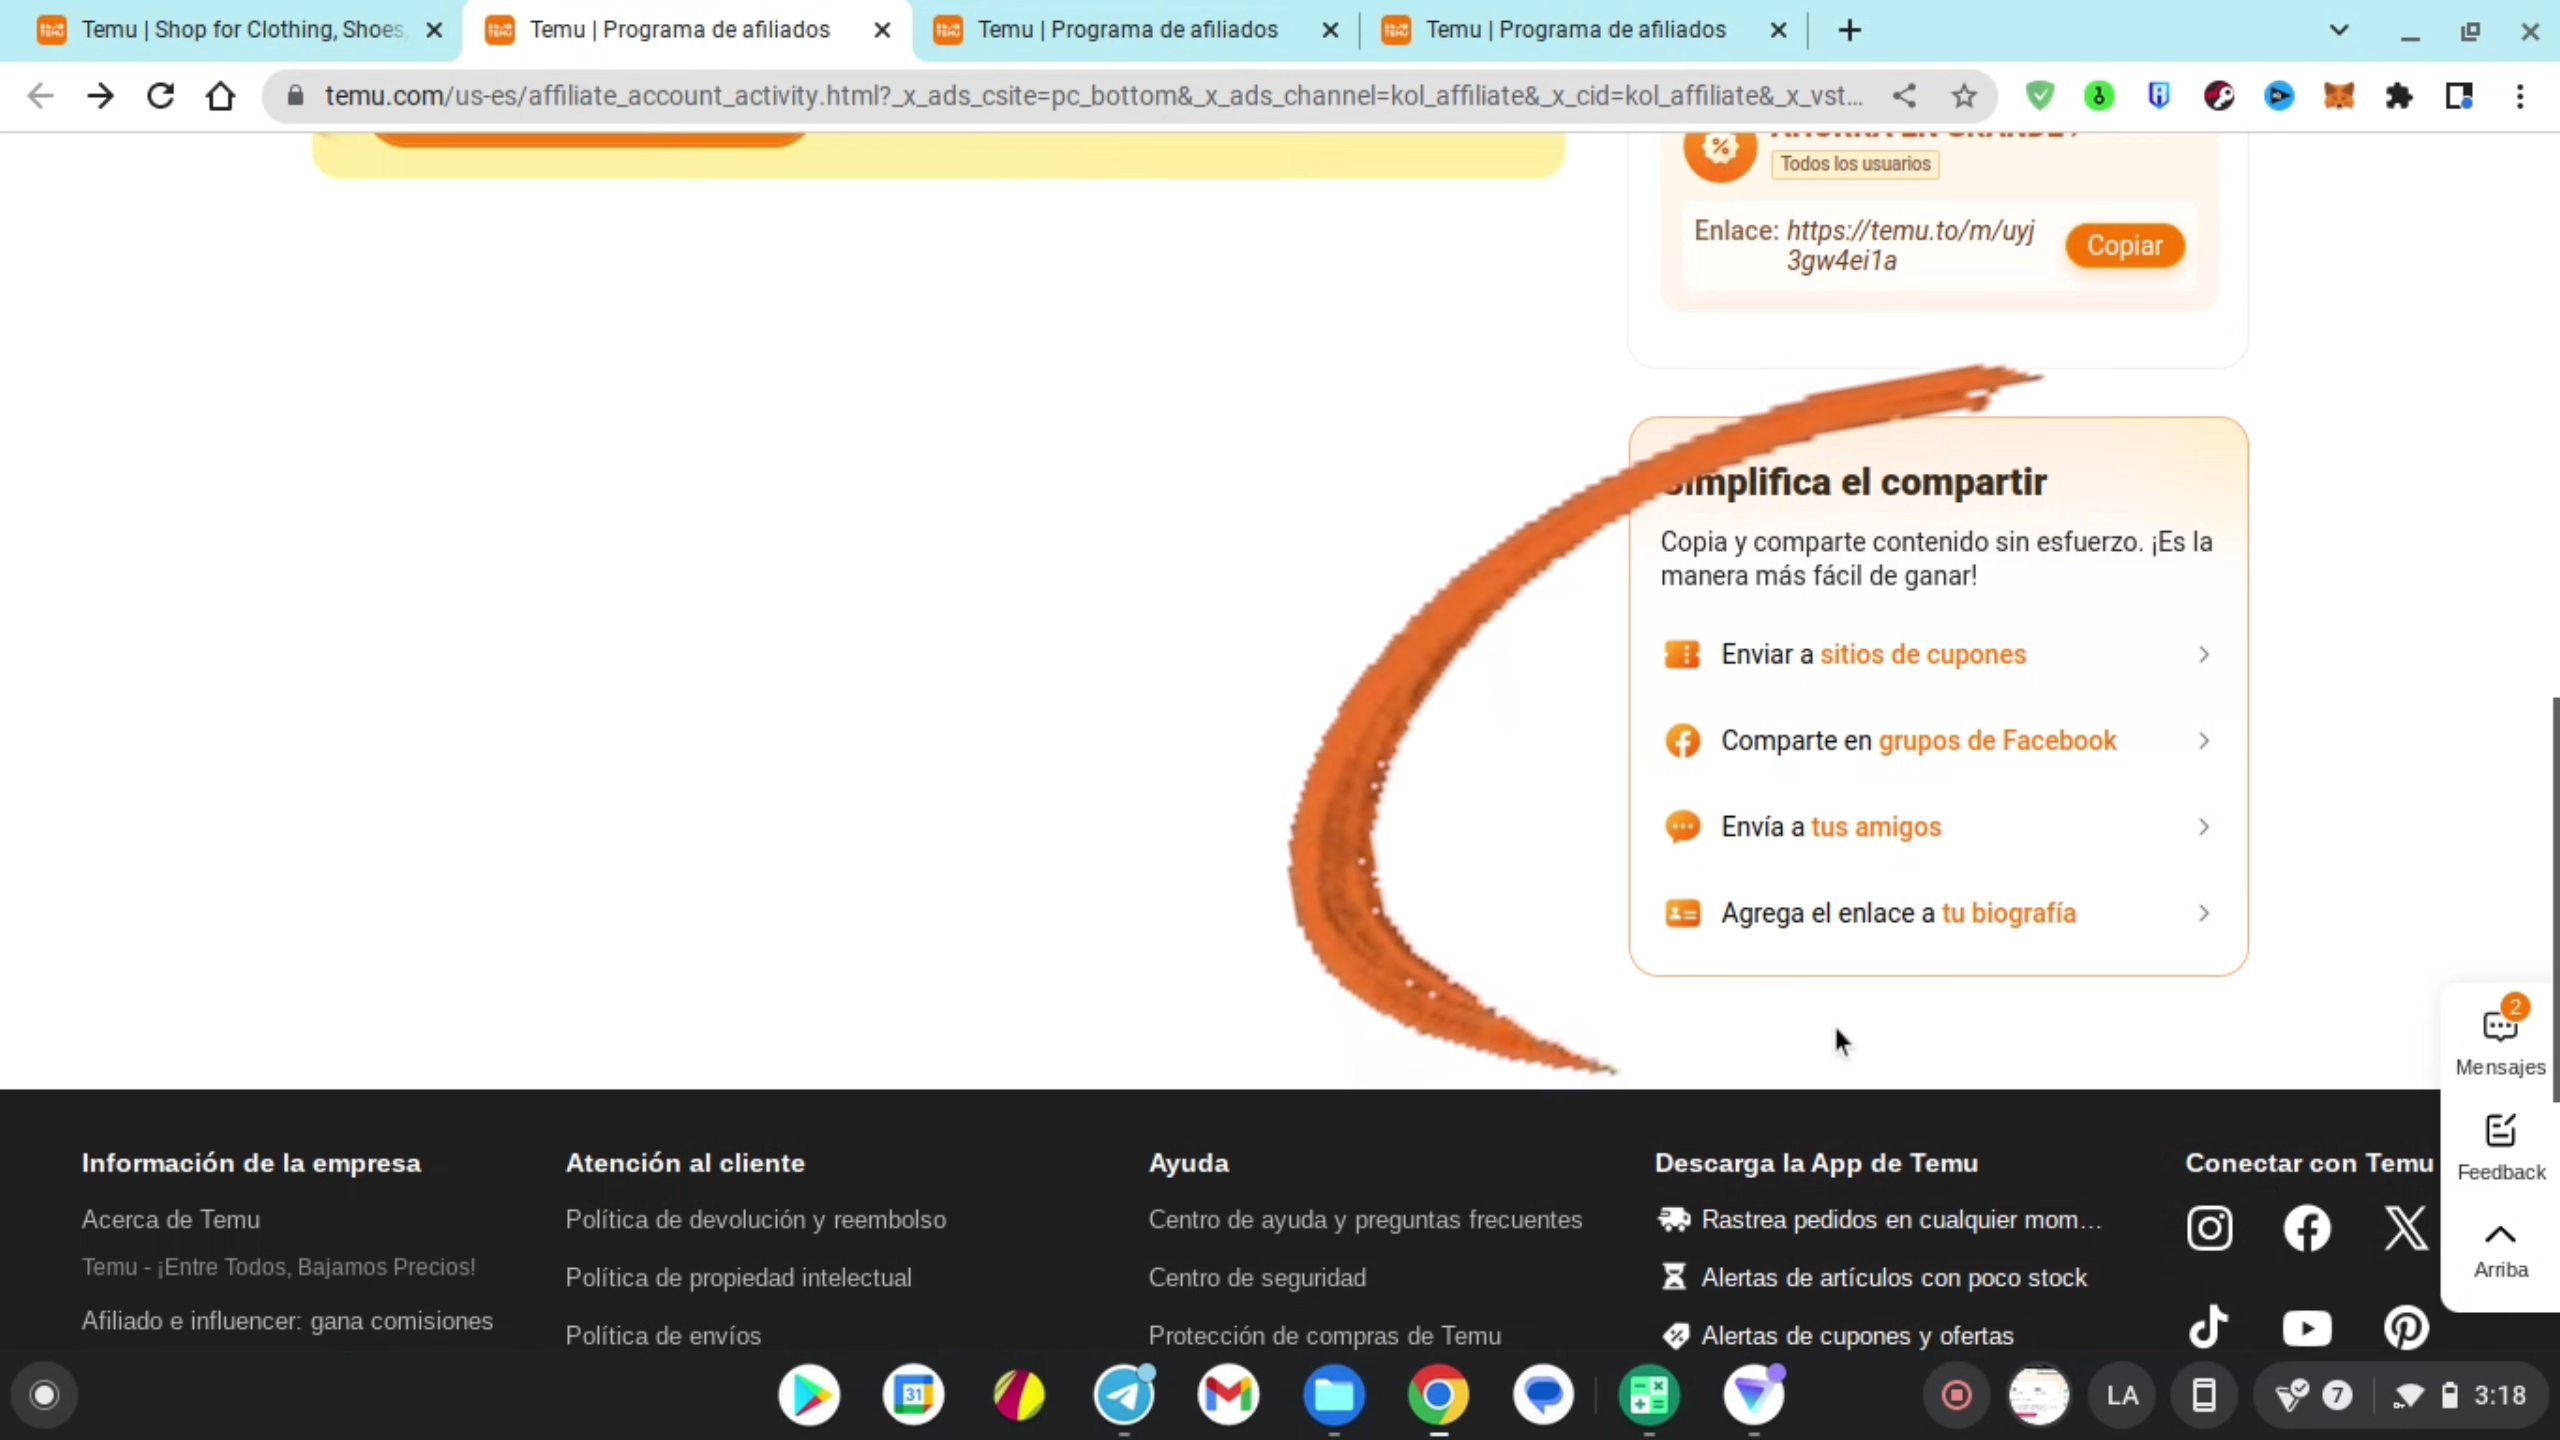 Temu | Shop for Clothing, Shoes,
Temu | Programa de afiliados
Temu | Programa de afiliados
Temu | Programa de afiliados
temu.com/us-es/affiliate_account_activity.html?_x_ads_csite=pc_bottom&_x_ads_channel=kol_affiliate&_x_cid=kol_affiliate&_x_vst...
Todos los usuarios
Enlace: https://temu.to/m/uyj
3gw4ei1a
Copiar
Simplifica el compartir
Copia y comparte contenido sin esfuerzo. ¡Es la
manera más fácil de ganar!
Enviar a sitios de cupones
Comparte en grupos de Facebook
Envía a tus amigos
Agrega el enlace a tu biografía
2
Mensajes
Feedback
Arriba
Información de la empresa
Acerca de Temu
Temu - ¡Entre Todos, Bajamos Precios!
Afiliado e influencer: gana comisiones
Atención al cliente
Política de devolución y reembolso
Política de propiedad intelectual
Política de envíos
Ayuda
Centro de ayuda y preguntas frecuentes
Centro de seguridad
Protección de compras de Temu
Descarga la App de Temu
Rastrea pedidos en cualquier mom...
Alertas de artículos con poco stock
Alertas de cupones y ofertas
Conectar con Temu
31
LA
7
3:18